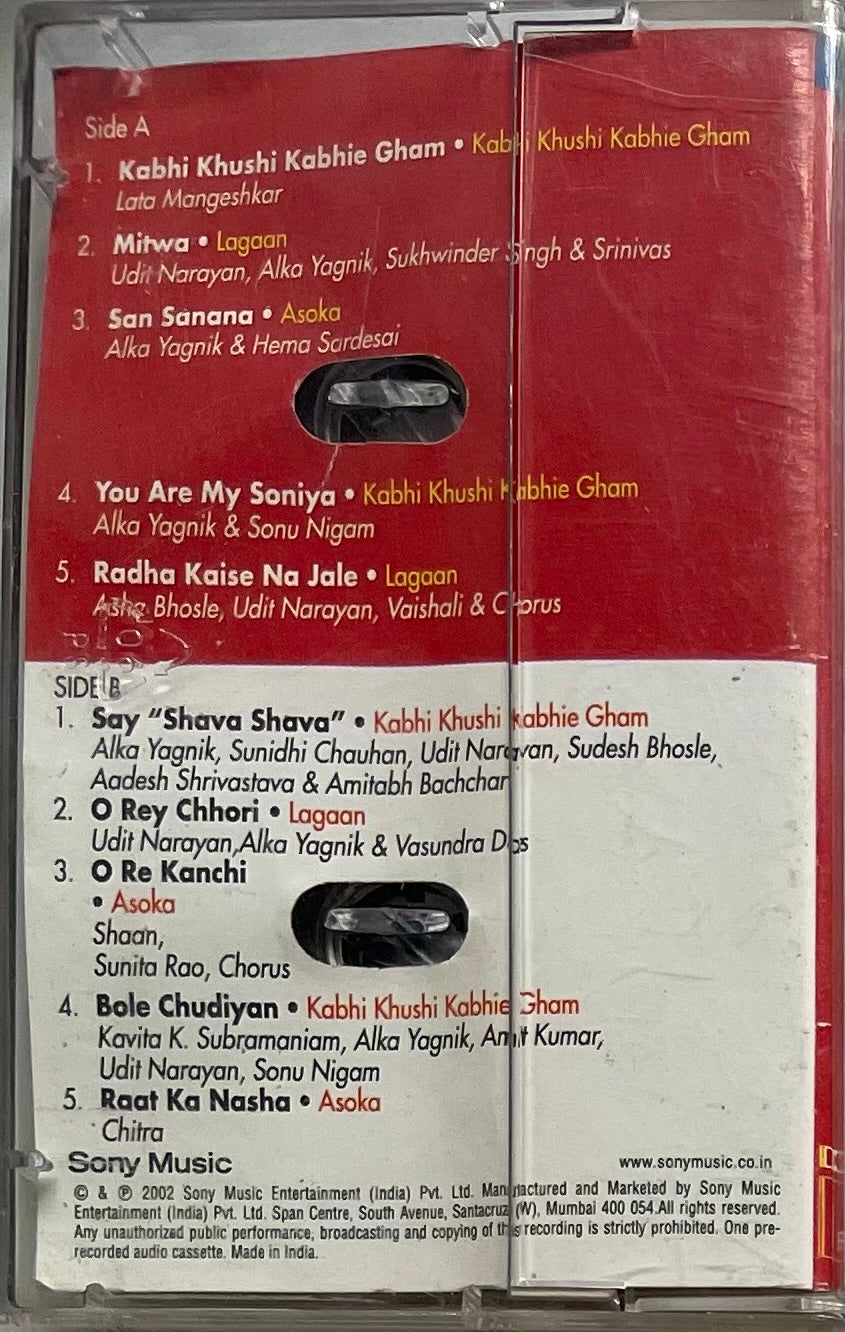 Side A
1. Kabhi Khushi Kabhie Gham • Kabhi Khushi Kabhie Gham
Lata Mangeshkar
2. Mitwa • Lagaan
Udit Narayan, Alka Yagnik, Sukhwinder Singh & Srinivas
3. San Sanana • Asoka
Alka Yagnik & Hema Sardesai
4. You Are My Soniya • Kabhi Khushi Kabhie Gham
Alka Yagnik & Sonu Nigam
5. Radha Kaise Na Jale • Lagaan
Asha Bhosle, Udit Narayan, Vaishali & Chorus
SIDE B
1. Say "Shava Shava" • Kabhi Khushi kabhie Gham
Alka Yagnik, Sunidhi Chauhan, Udit Narayan, Sudesh Bhosle,
Aadesh Shrivastava & Amitabh Bachchan
2. O Rey Chhori • Lagaan
Udit Narayan,Alka Yagnik & Vasundra Das
3. O Re Kanchi
• Asoka
Shaan,
Sunita Rao, Chorus
4. Bole Chudiyan • Kabhi Khushi Kabhie Gham
Kavita K. Subramaniam, Alka Yagnik, Amit Kumar,
Udit Narayan, Sonu Nigam
5. Raat Ka Nasha • Asoka
Chitra
Sony Music www.sonymusic.co.in
© & ℗ 2002 Sony Music Entertainment (India) Pvt. Ltd. Manufactured and Marketed by Sony Music
Entertainment (India) Pvt. Ltd. Span Centre, South Avenue, Santacruz (W), Mumbai 400 054.All rights reserved.
Any unauthorized public performance, broadcasting and copying of this recording is strictly prohibited. One pre-
recorded audio cassette. Made in India.